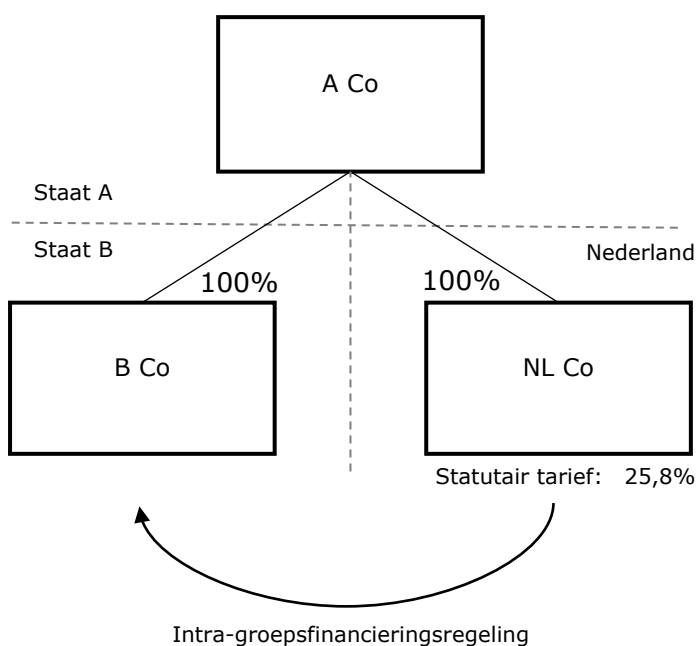 A Co
Staat A
Staat B
Nederland
100%
100%
B Co
NL Co
Statutair tarief: 25,8%
Intra-groepsfinancieringsregeling